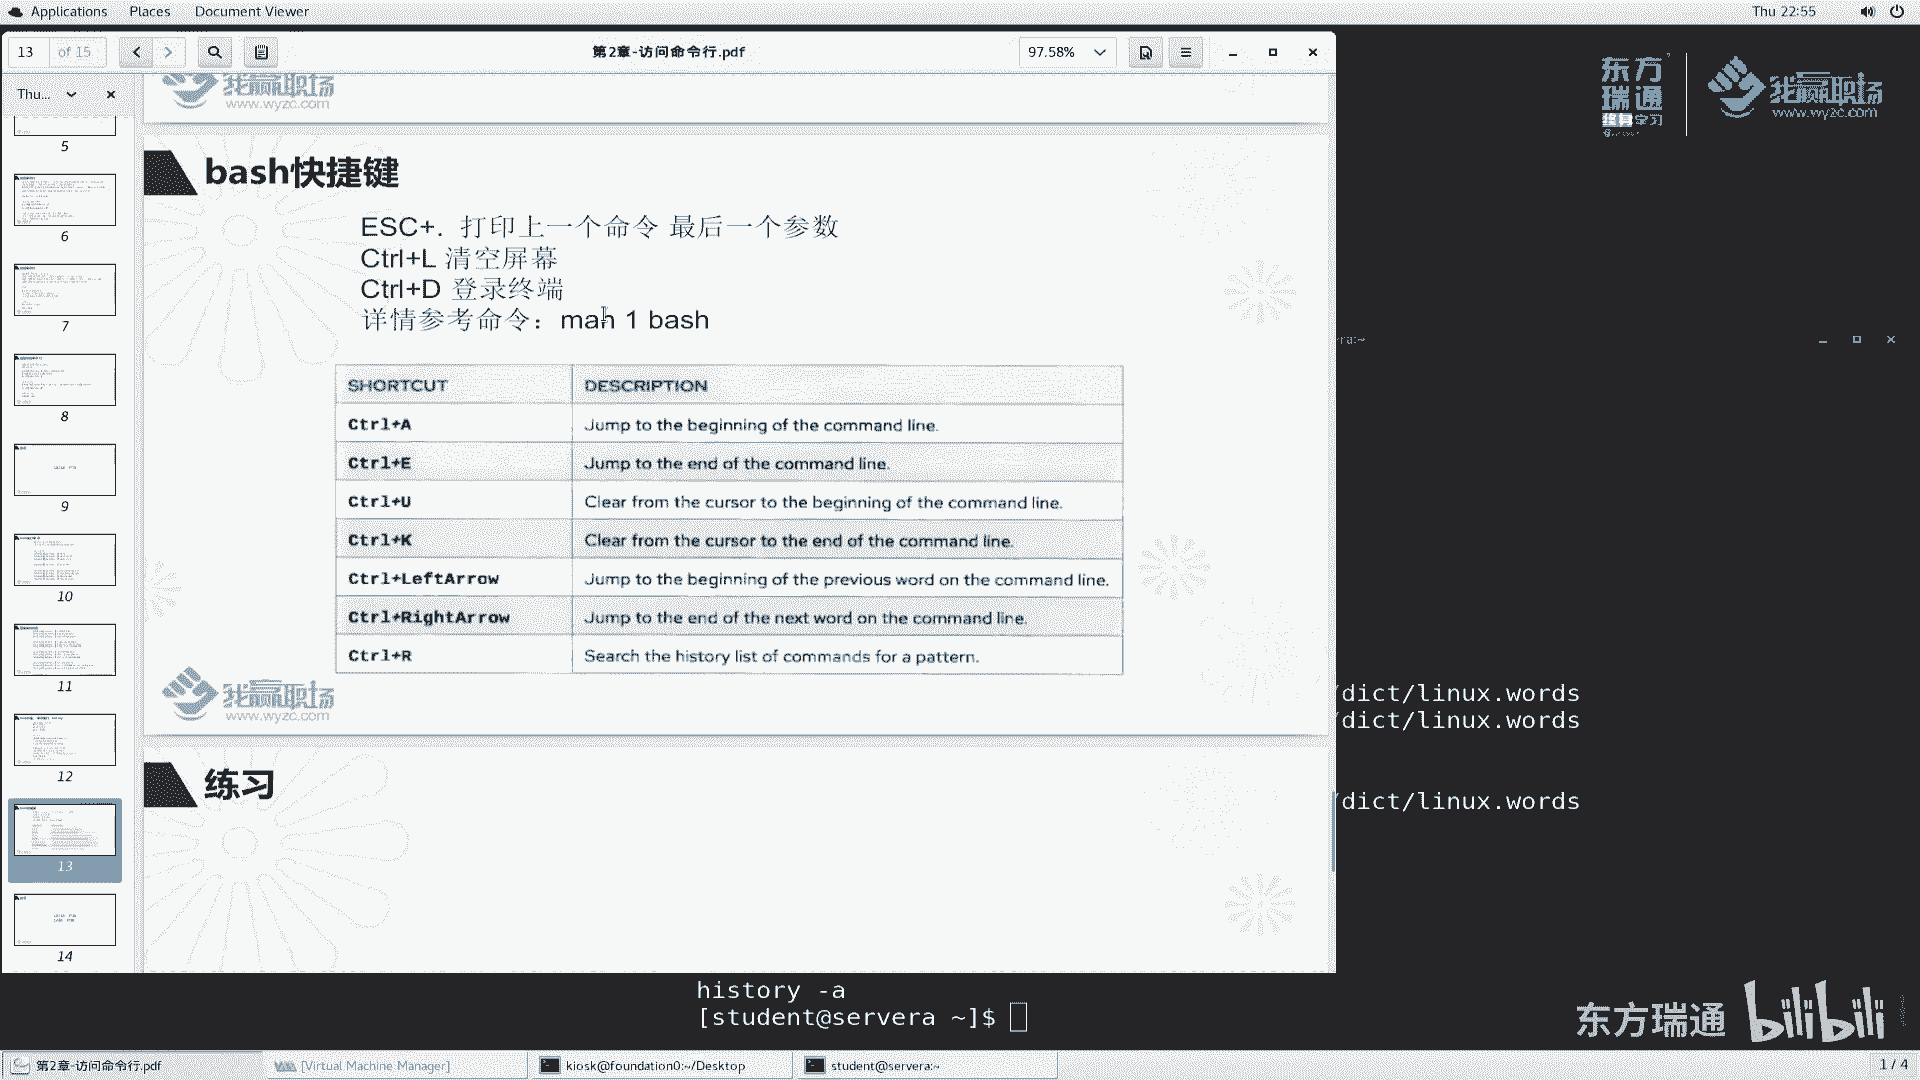 Applications Places Document Viewer Thu 22:55
13 of 15 第2章-访问命令行.pdf 97.58%
Thu...
5
6
7
8
9
10
11
12
13
14
我赢职场
www.wyzc.com
bash快捷键
ESC+. 打印上一个命令 最后一个参数
Ctrl+L 清空屏幕
Ctrl+D 登录终端
详情参考命令：man 1 bash
SHORTCUT DESCRIPTION
Ctrl+A Jump to the beginning of the command line.
Ctrl+E Jump to the end of the command line.
Ctrl+U Clear from the cursor to the beginning of the command line.
Ctrl+K Clear from the cursor to the end of the command line.
Ctrl+LeftArrow Jump to the beginning of the previous word on the command line.
Ctrl+RightArrow Jump to the end of the next word on the command line.
Ctrl+R Search the history list of commands for a pattern.
我赢职场
www.wyzc.com
练习
东方
瑞通
终身学习
我赢职场
www.wyzc.com
ra:~
/dict/linux.words
/dict/linux.words
/dict/linux.words
history -a
[student@servera ~]$
东方瑞通 bilibili
第2章-访问命令行.pdf [Virtual Machine Manager] kiosk@foundation0:~/Desktop student@servera:~ 1 / 4